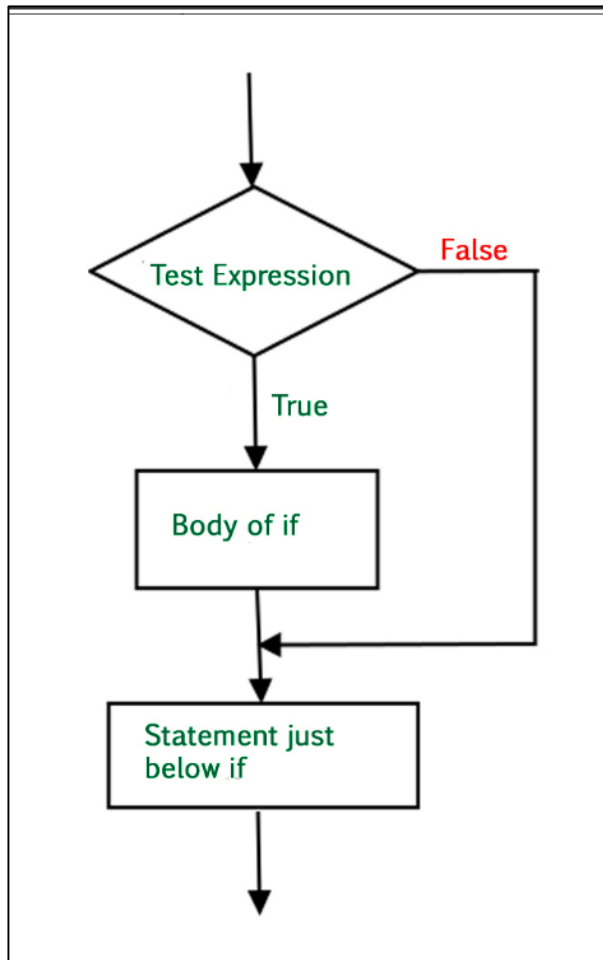 Test Expression
False
True
Body of if
Statement just
below if